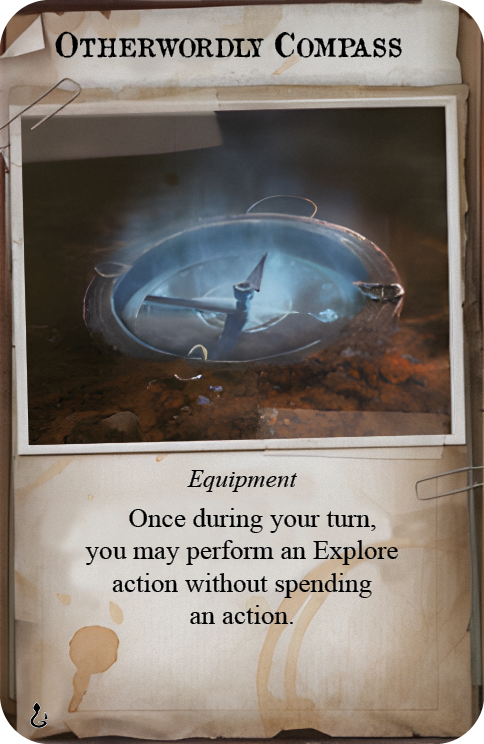 Otherwordly Compass
Equipment
Once during your turn,
you may perform an Explore
action without spending
an action.